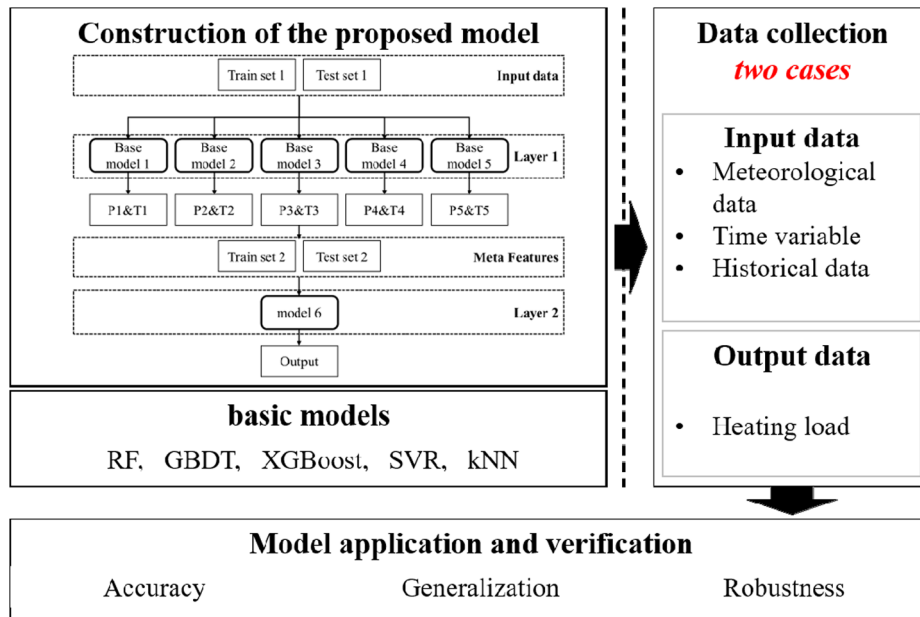 Construction of the proposed model
Train set 1
Test set 1
Input data
Base model 1
Base model 2
Base model 3
Base model 4
Base model 5
Layer 1
P1&T1
P2&T2
P3&T3
P4&T4
P5&T5
Train set 2
Test set 2
Meta Features
model 6
Layer 2
Output
basic models
RF, GBDT, XGBoost, SVR, kNN
Data collection
two cases
Input data
• Meteorological
data
• Time variable
• Historical data
Output data
• Heating load
Model application and verification
Accuracy
Generalization
Robustness